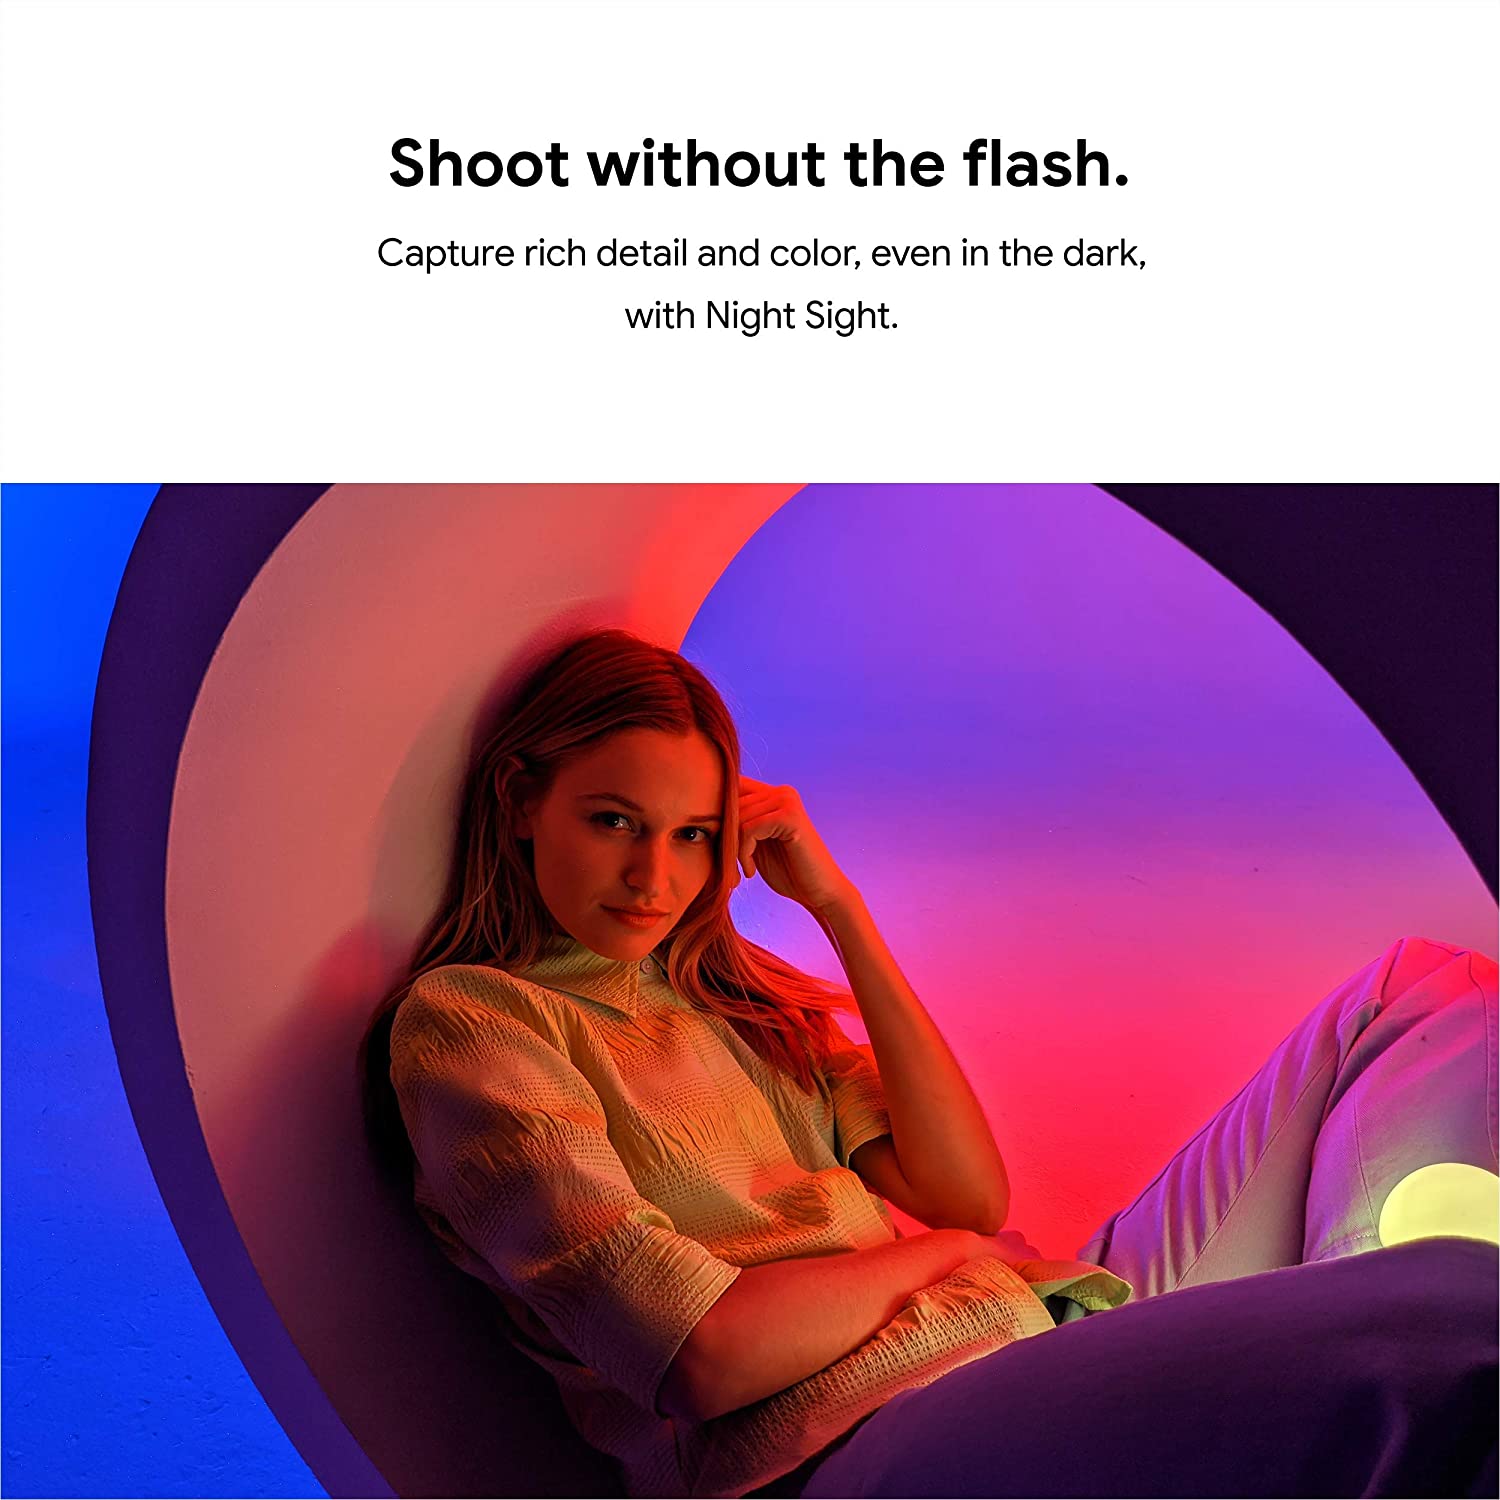 Shoot without the flash.
Capture rich detail and color, even in the dark,
with Night Sight.